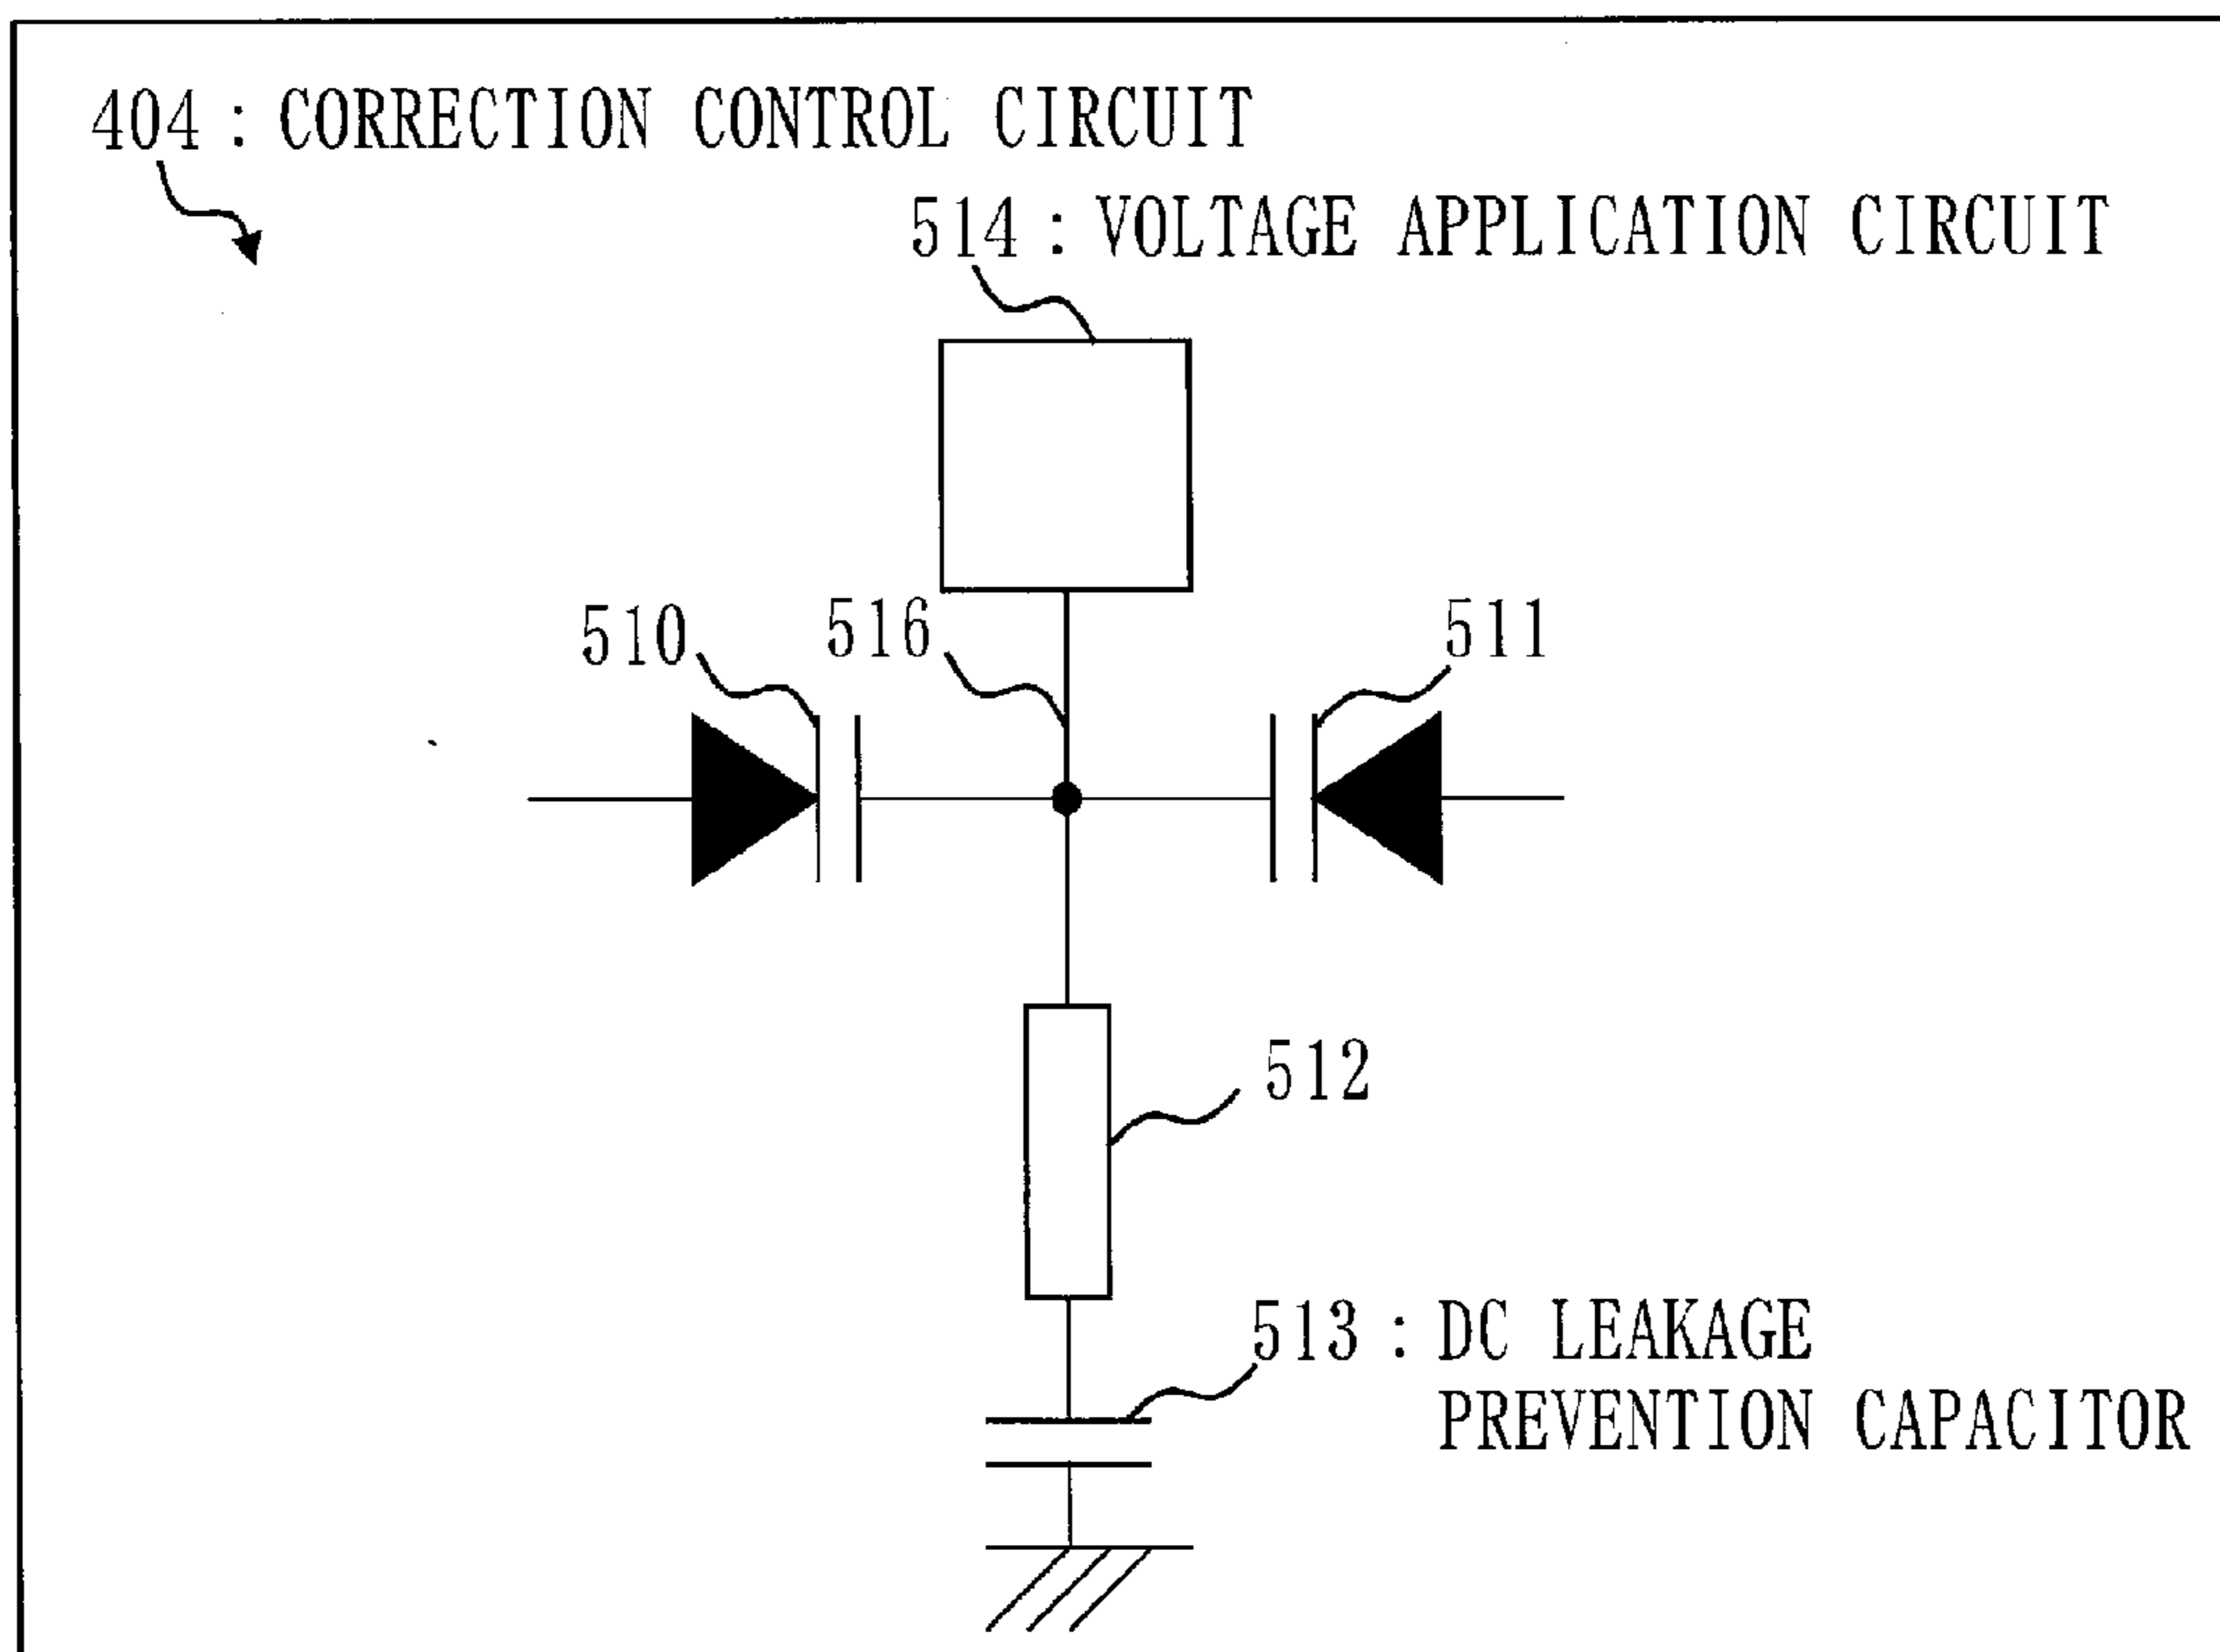 404 : CORRECTION CONTROL CIRCUIT
514 : VOLTAGE APPLICATION CIRCUIT
510
516
511
512
513 : DC LEAKAGE
PREVENTION CAPACITOR